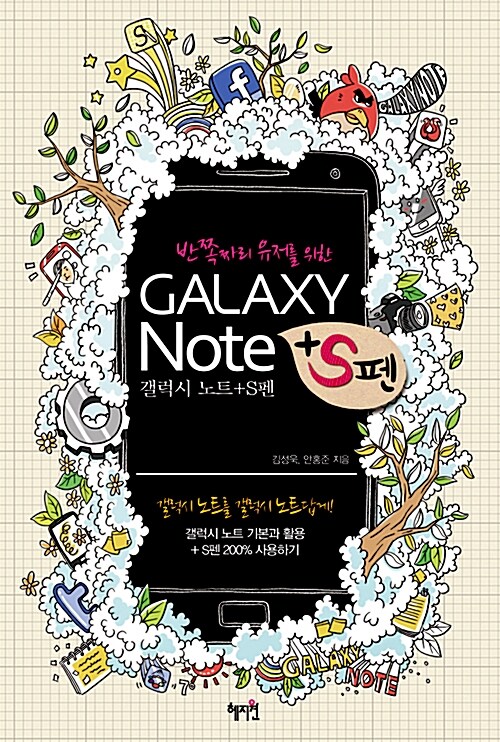 S
f
GALAXY NOTE
반쪽짜리 유저를 위한
GALAXY
Note
+S펜
갤럭시 노트+S펜
김성욱, 안홍준 지음
갤럭시 노트를 갤럭시 노트답게!
갤럭시 노트 기본과 활용
+ S펜 200% 사용하기
GALAXY
NOTE
혜지원